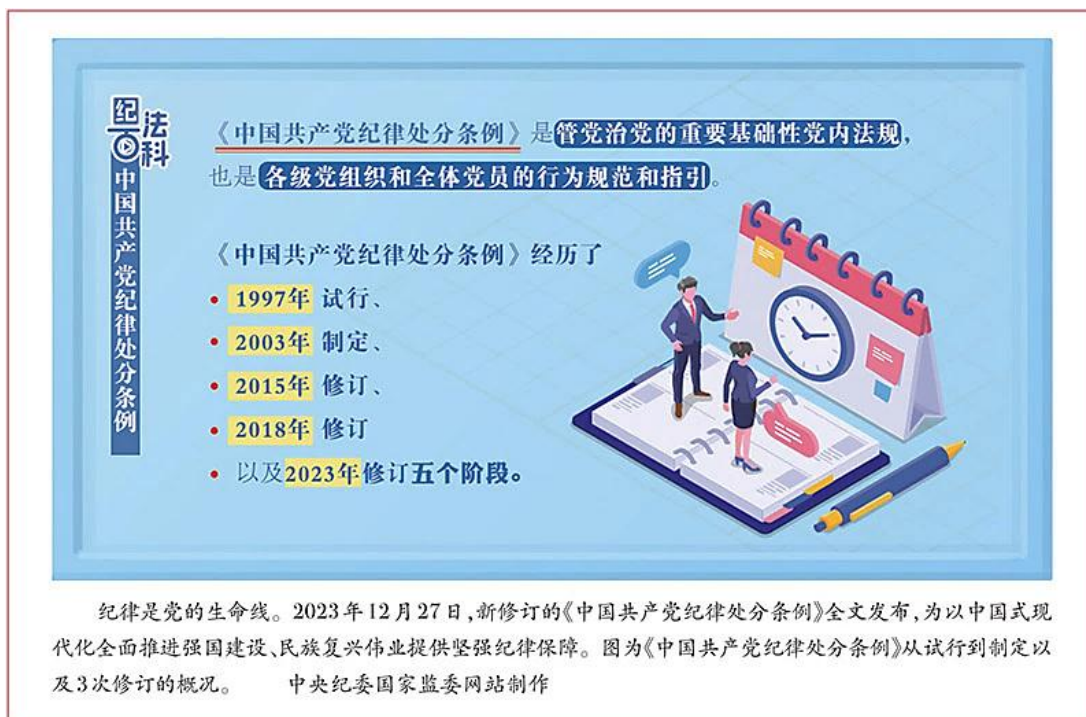 纪法百科
中国共产党纪律处分条例
《中国共产党纪律处分条例》是管党治党的重要基础性党内法规,
也是各级党组织和全体党员的行为规范和指引。
《中国共产党纪律处分条例》经历了
• 1997年 试行、
• 2003年 制定、
• 2015年 修订、
• 2018年 修订
• 以及2023年修订五个阶段。
纪律是党的生命线。2023年12月27日,新修订的《中国共产党纪律处分条例》全文发布,为以中国式现
代化全面推进强国建设、民族复兴伟业提供坚强纪律保障。图为《中国共产党纪律处分条例》从试行到制定以
及3次修订的概况。 中央纪委国家监委网站制作